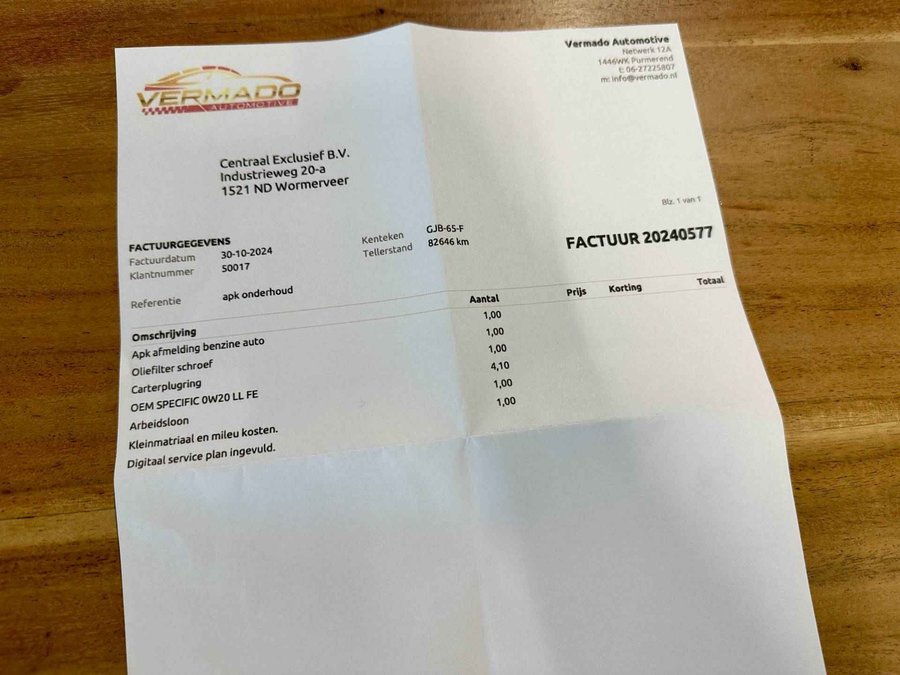 VERMADO
AUTOMOTIVE
Vermado Automotive
Netwerk 12A
1446WK Purmerend
t: 06-27225807
m: info@vermado.nl
Centraal Exclusief B.V.
Industrieweg 20-a
1521 ND Wormerveer
Blz. 1 van 1
FACTUURGEGEVENS
Factuurdatum 30-10-2024 Kenteken GJB-65-F
Klantnummer 50017 Tellerstand 82646 km
FACTUUR 20240577
Referentie apk onderhoud
Omschrijving Aantal Prijs Korting Totaal
Apk afmelding benzine auto 1,00
Oliefilter schroef 1,00
Carterplugring 1,00
OEM SPECIFIC 0W20 LL FE 4,10
Arbeidsloon 1,00
Kleinmatriaal en mileu kosten. 1,00
Digitaal service plan ingevuld.